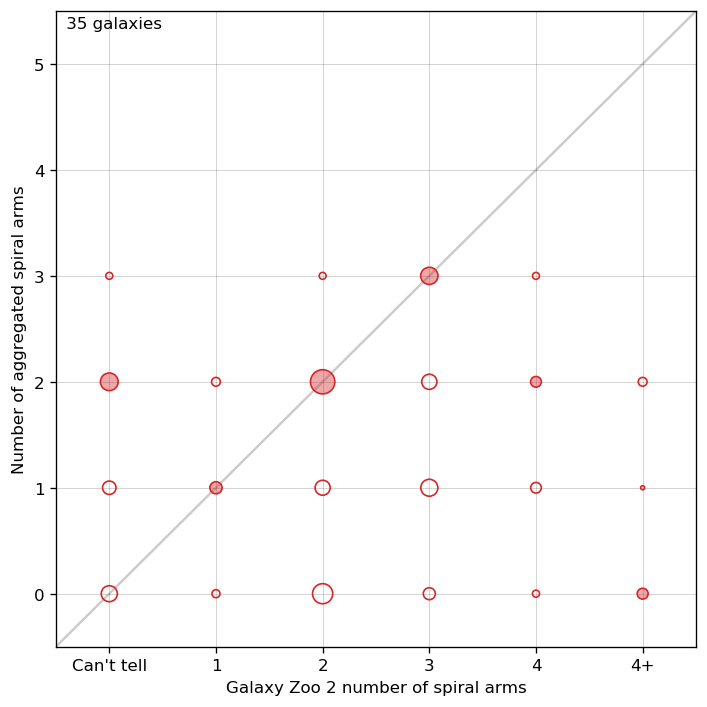 35 galaxies
5
4
3
2
1
0
Number of aggregated spiral arms
Can't tell 1 2 3 4 4+
Galaxy Zoo 2 number of spiral arms